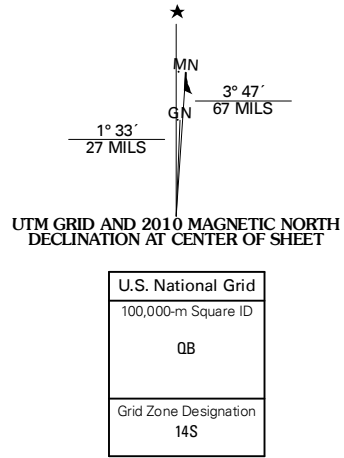 ★
MN
3° 47´
67 MILS
GN
1° 33´
27 MILS
UTM GRID AND 2010 MAGNETIC NORTH
DECLINATION AT CENTER OF SHEET
U.S. National Grid
100,000-m Square ID
QB
Grid Zone Designation
14S